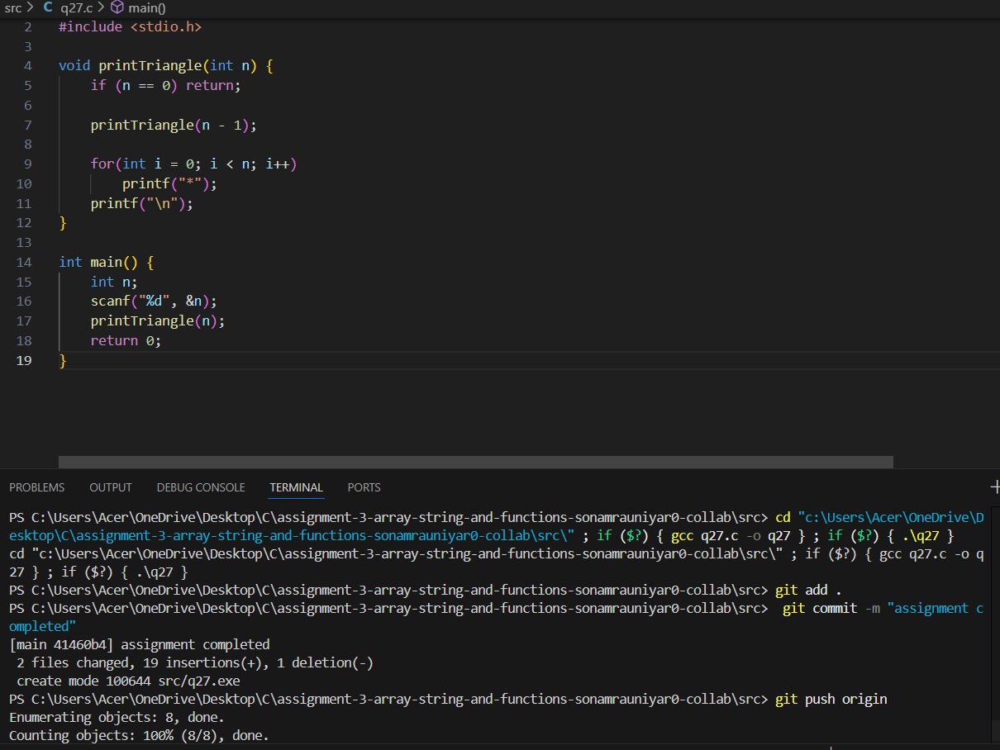 src > C q27.c > main()
2 #include <stdio.h>
3
4 void printTriangle(int n) {
5     if (n == 0) return;
6
7     printTriangle(n - 1);
8
9     for(int i = 0; i < n; i++)
10         printf("*");
11     printf("\n");
12 }
13
14 int main() {
15     int n;
16     scanf("%d", &n);
17     printTriangle(n);
18     return 0;
19 }
PROBLEMS OUTPUT DEBUG CONSOLE TERMINAL PORTS
PS C:\Users\Acer\OneDrive\Desktop\C\assignment-3-array-string-and-functions-sonamrauniyar0-collab\src> cd "c:\Users\Acer\OneDrive\D
esktop\C\assignment-3-array-string-and-functions-sonamrauniyar0-collab\src\" ; if ($?) { gcc q27.c -o q27 } ; if ($?) { .\q27 }
cd "c:\Users\Acer\OneDrive\Desktop\C\assignment-3-array-string-and-functions-sonamrauniyar0-collab\src\" ; if ($?) { gcc q27.c -o q
27 } ; if ($?) { .\q27 }
PS C:\Users\Acer\OneDrive\Desktop\C\assignment-3-array-string-and-functions-sonamrauniyar0-collab\src> git add .
PS C:\Users\Acer\OneDrive\Desktop\C\assignment-3-array-string-and-functions-sonamrauniyar0-collab\src>  git commit -m "assignment c
ompleted"
[main 41460b4] assignment completed
 2 files changed, 19 insertions(+), 1 deletion(-)
 create mode 100644 src/q27.exe
PS C:\Users\Acer\OneDrive\Desktop\C\assignment-3-array-string-and-functions-sonamrauniyar0-collab\src> git push origin
Enumerating objects: 8, done.
Counting objects: 100% (8/8), done.